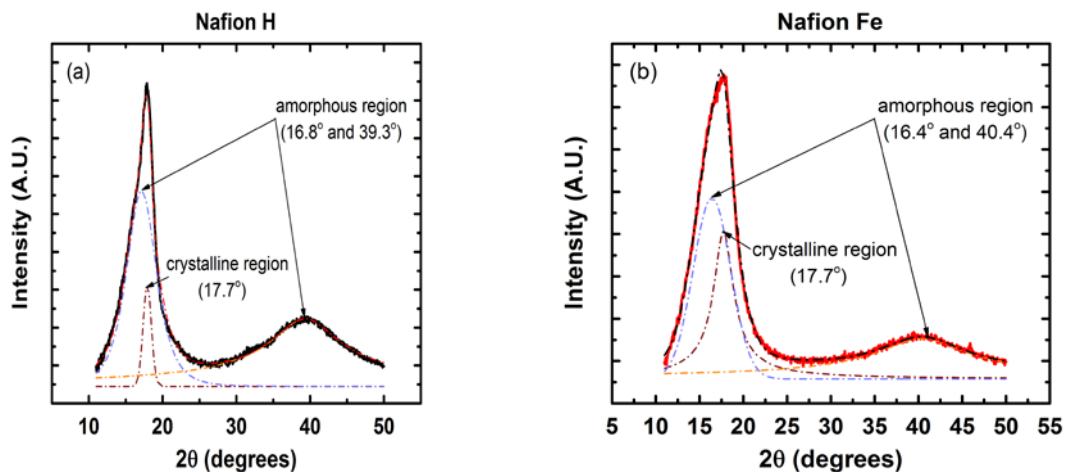 Nafion H
(a)
amorphous region
(16.8° and 39.3°)
crystalline region
(17.7°)
Intensity (A.U.)
10 20 30 40 50
2θ (degrees)
Nafion Fe
(b)
amorphous region
(16.4° and 40.4°)
crystalline region
(17.7°)
Intensity (A.U.)
5 10 15 20 25 30 35 40 45 50 55
2θ (degrees)